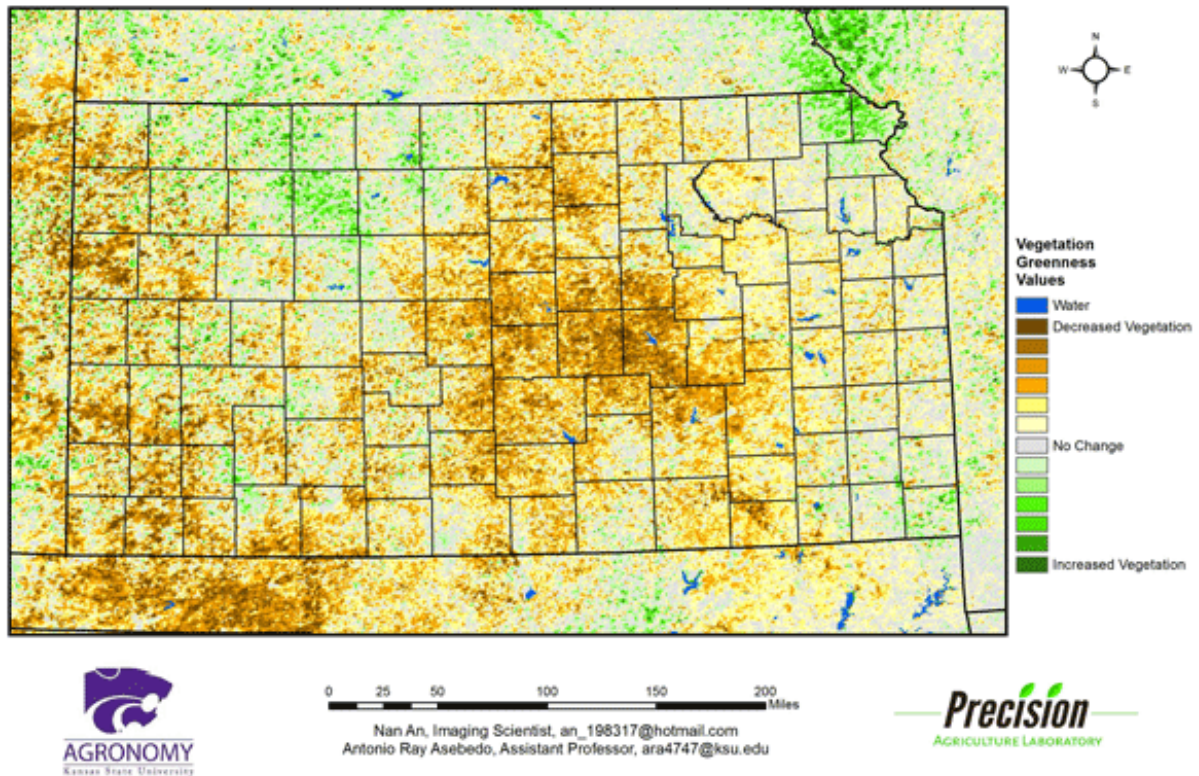 N
W E
S
Vegetation
Greenness
Values
Water
Decreased Vegetation
No Change
Increased Vegetation
0 25 50 100 150 200
Miles
Nan An, Imaging Scientist, an_198317@hotmail.com
Antonio Ray Asebedo, Assistant Professor, ara4747@ksu.edu
AGRONOMY
Kansas State University
Precision
AGRICULTURE LABORATORY